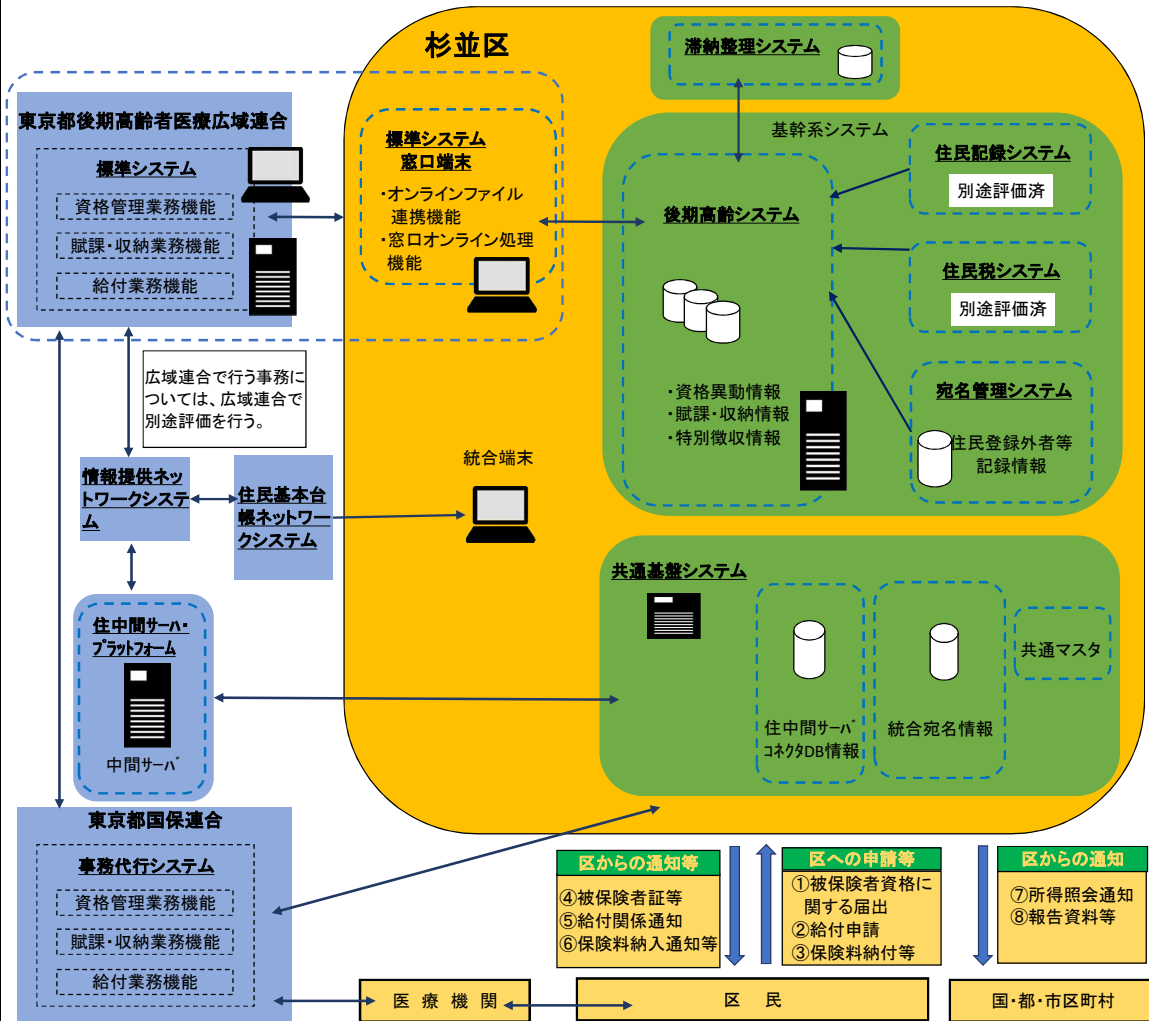 杉並区
滞納整理システム
東京都後期高齢者医療広域連合
標準システム
資格管理業務機能
賦課・収納業務機能
給付業務機能
標準システム
窓口端末
・オンラインファイル
連携機能
・窓口オンライン処理
機能
基幹系システム
後期高齢システム
・資格異動情報
・賦課・収納情報
・特別徴収情報
住民記録システム
別途評価済
住民税システム
別途評価済
宛名管理システム
住民登録外者等
記録情報
広域連合で行う事務に
ついては、広域連合で
別途評価を行う。
情報提供ネッ
トワークシステ
ム
住民基本台
帳ネットワー
クシステム
統合端末
住中間サーバ・
プラットフォーム
中間サーバ
共通基盤システム
住中間サーバ
コネクタDB情報
統合宛名情報
共通マスタ
東京都国保連合
事務代行システム
資格管理業務機能
賦課・収納業務機能
給付業務機能
区からの通知等
④被保険者証等
⑤給付関係通知
⑥保険料納入通知等
区への申請等
①被保険者資格に
関する届出
②給付申請
③保険料納付等
区からの通知
⑦所得照会通知
⑧報告資料等
医療機関
区民
国・都・市区町村